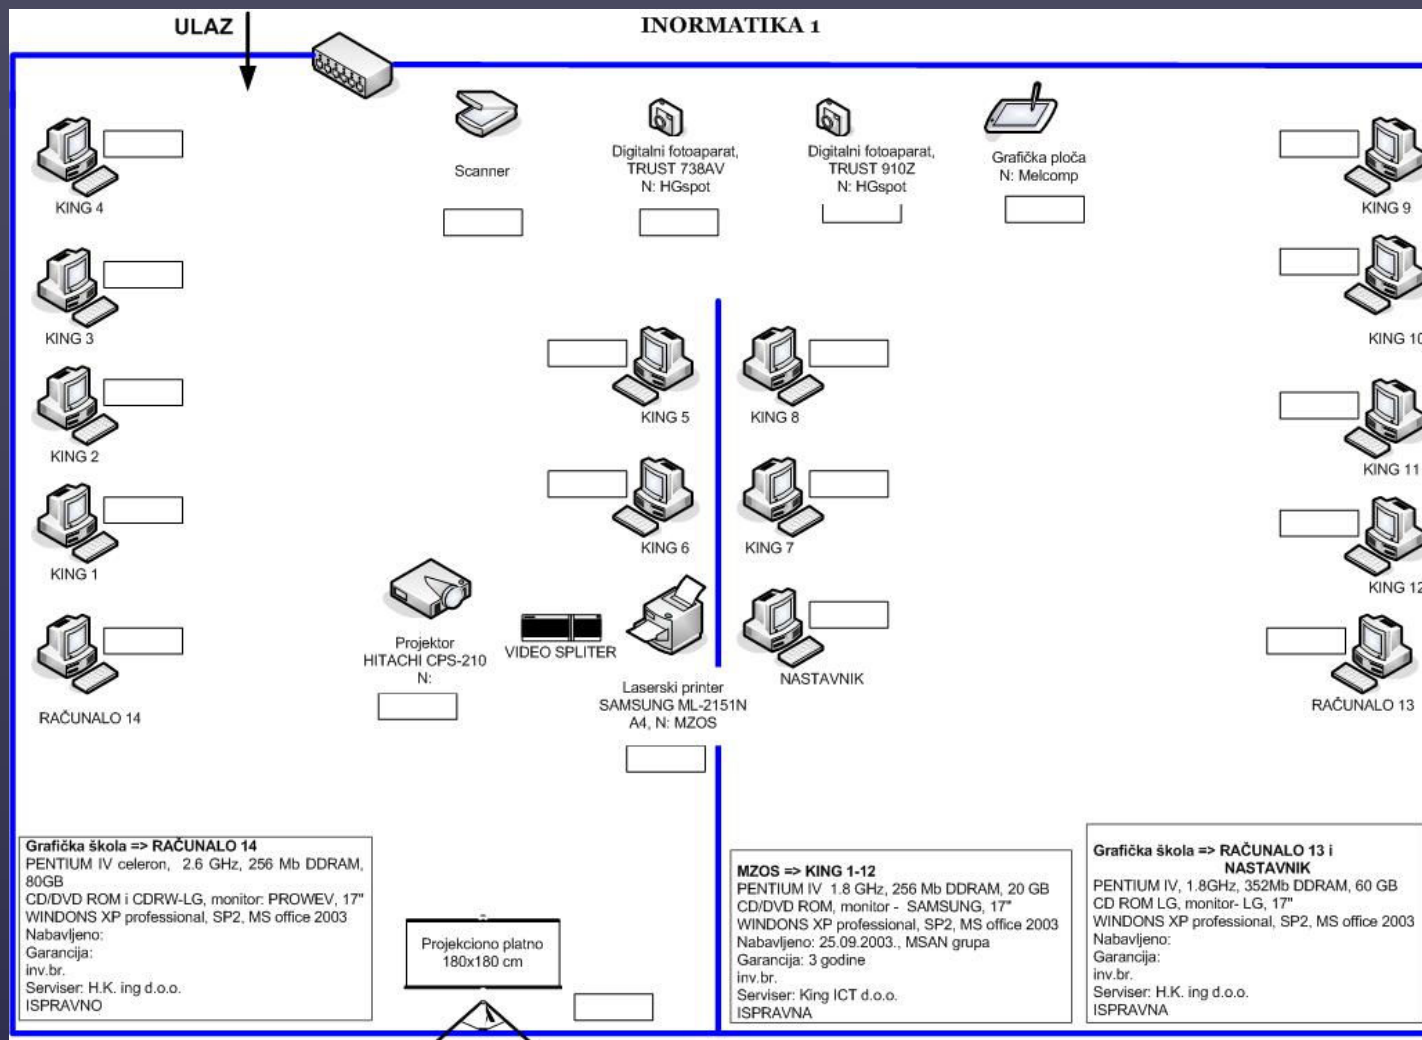 ULAZ
INORMATIKA 1
KING 4
Scanner
Digitalni fotoaparat,
TRUST 738AV
N: HGspot
Digitalni fotoaparat,
TRUST 910Z
N: HGspot
Grafička ploča
N: Melcomp
KING 9
KING 3
KING 10
KING 5
KING 8
KING 2
KING 11
KING 6
KING 7
KING 1
KING 12
Projektor
HITACHI CPS-210
N:
VIDEO SPLITER
NASTAVNIK
Laserski printer
SAMSUNG ML-2151N
A4, N: MZOS
RAČUNALO 14
RAČUNALO 13
Grafička škola => RAČUNALO 14
PENTIUM IV celeron, 2.6 GHz, 256 Mb DDRAM,
80GB
CD/DVD ROM i CDRW-LG, monitor: PROWEV, 17"
WINDONS XP professional, SP2, MS office 2003
Nabavljeno:
Garancija:
inv.br.
Serviser: H.K. ing d.o.o.
ISPRAVNO
Projekciono platno
180x180 cm
MZOS => KING 1-12
PENTIUM IV 1.8 GHz, 256 Mb DDRAM, 20 GB
CD/DVD ROM, monitor - SAMSUNG, 17"
WINDONS XP professional, SP2, MS office 2003
Nabavljeno: 25.09.2003., MSAN grupa
Garancija: 3 godine
inv.br.
Serviser: King ICT d.o.o.
ISPRAVNA
Grafička škola => RAČUNALO 13 i
NASTAVNIK
PENTIUM IV, 1.8GHz, 352Mb DDRAM, 60 GB
CD ROM LG, monitor- LG, 17"
WINDONS XP professional, SP2, MS office 2003
Nabavljeno:
Garancija:
inv.br.
Serviser: H.K. ing d.o.o.
ISPRAVNA